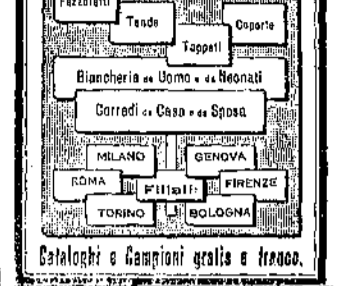 Fazzoletti
Tende
Coperte
Tappeti
Biancheria da Uomo e da Neonati
Corredi da Casa e da Sposa
MILANO GENOVA
ROMA Filiali: FIRENZE
TORINO BOLOGNA
Cataloghi e Campioni gratis e franco.